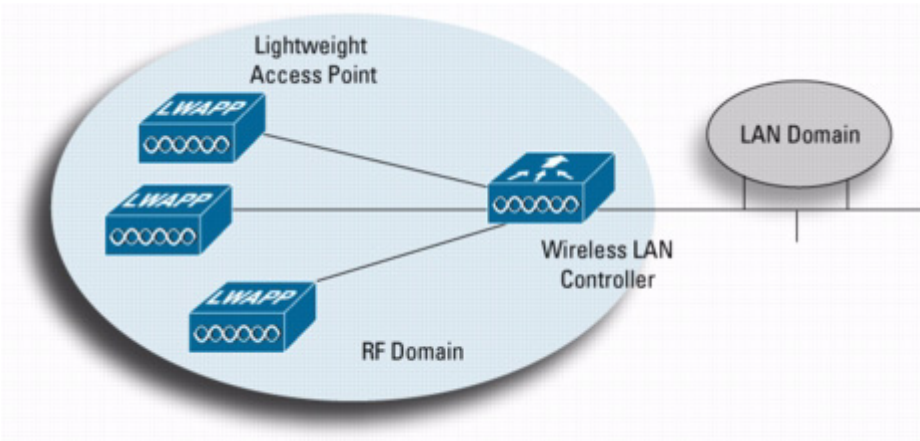 Lightweight
Access Point
LWAPP
LWAPP
LWAPP
LAN Domain
Wireless LAN
Controller
RF Domain